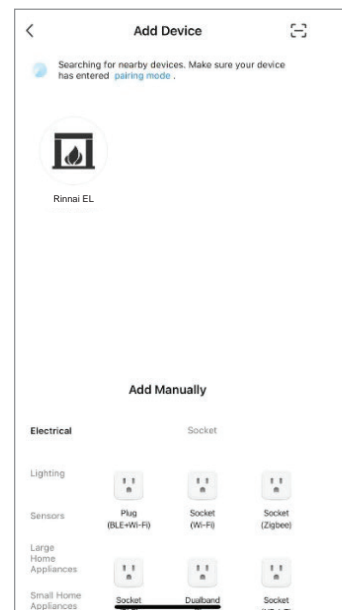 Add Device
Searching for nearby devices. Make sure your device
has entered pairing mode .
Rinnai EL
Add Manually
Electrical
Socket
Lighting
Sensors
Large
Home
Appliances
Small Home
Appliances
Plug
(BLE+Wi-Fi)
Socket
(Wi-Fi)
Socket
(Zigbee)
Socket
Dualband
Socket